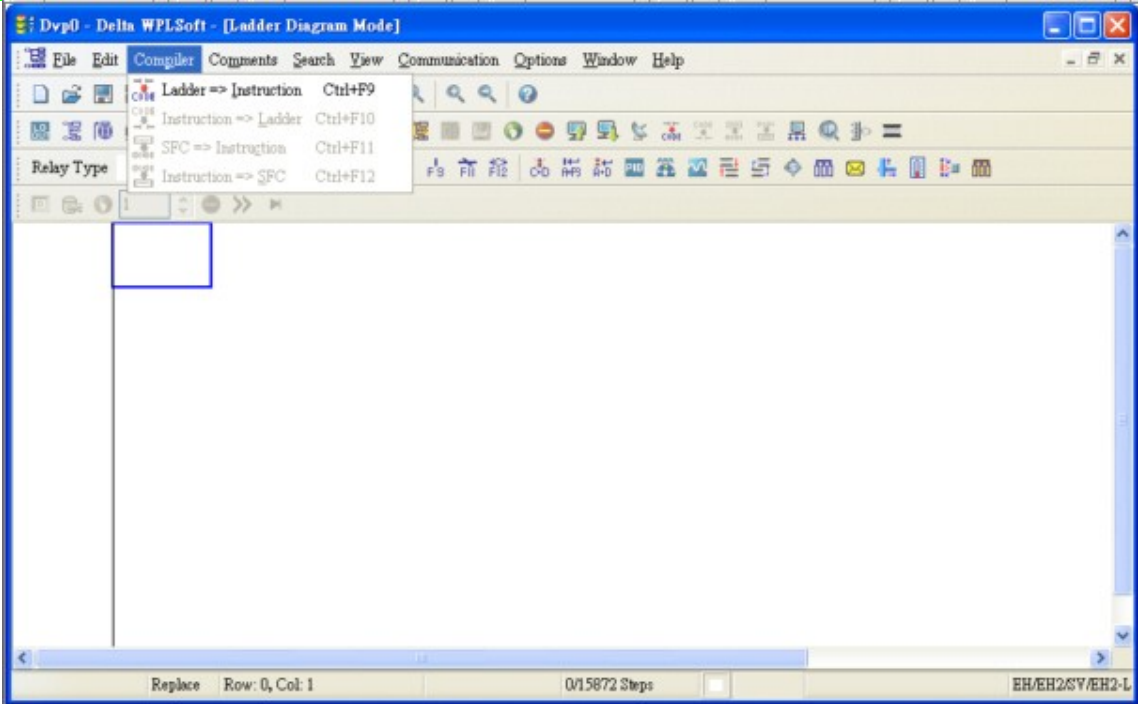 Dvp0 - Delta WPLSoft - [Ladder Diagram Mode]
File Edit Compiler Comments Search View Communication Options Window Help
Ladder => Instruction Ctrl+F9
Instruction => Ladder Ctrl+F10
SFC => Instruction Ctrl+F11
Instruction => SFC Ctrl+F12
Relay Type
1
Replace Row: 0, Col: 1 0/15872 Steps EH/EH2/SV/EH2-L